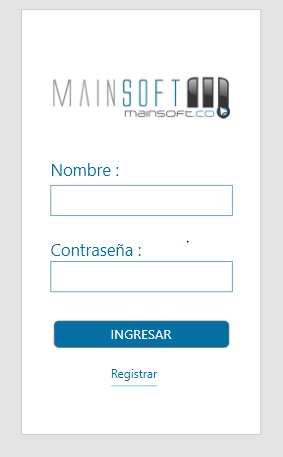 MAINSOFT
mainsoft.co
Nombre :
Contraseña :
INGRESAR
Registrar